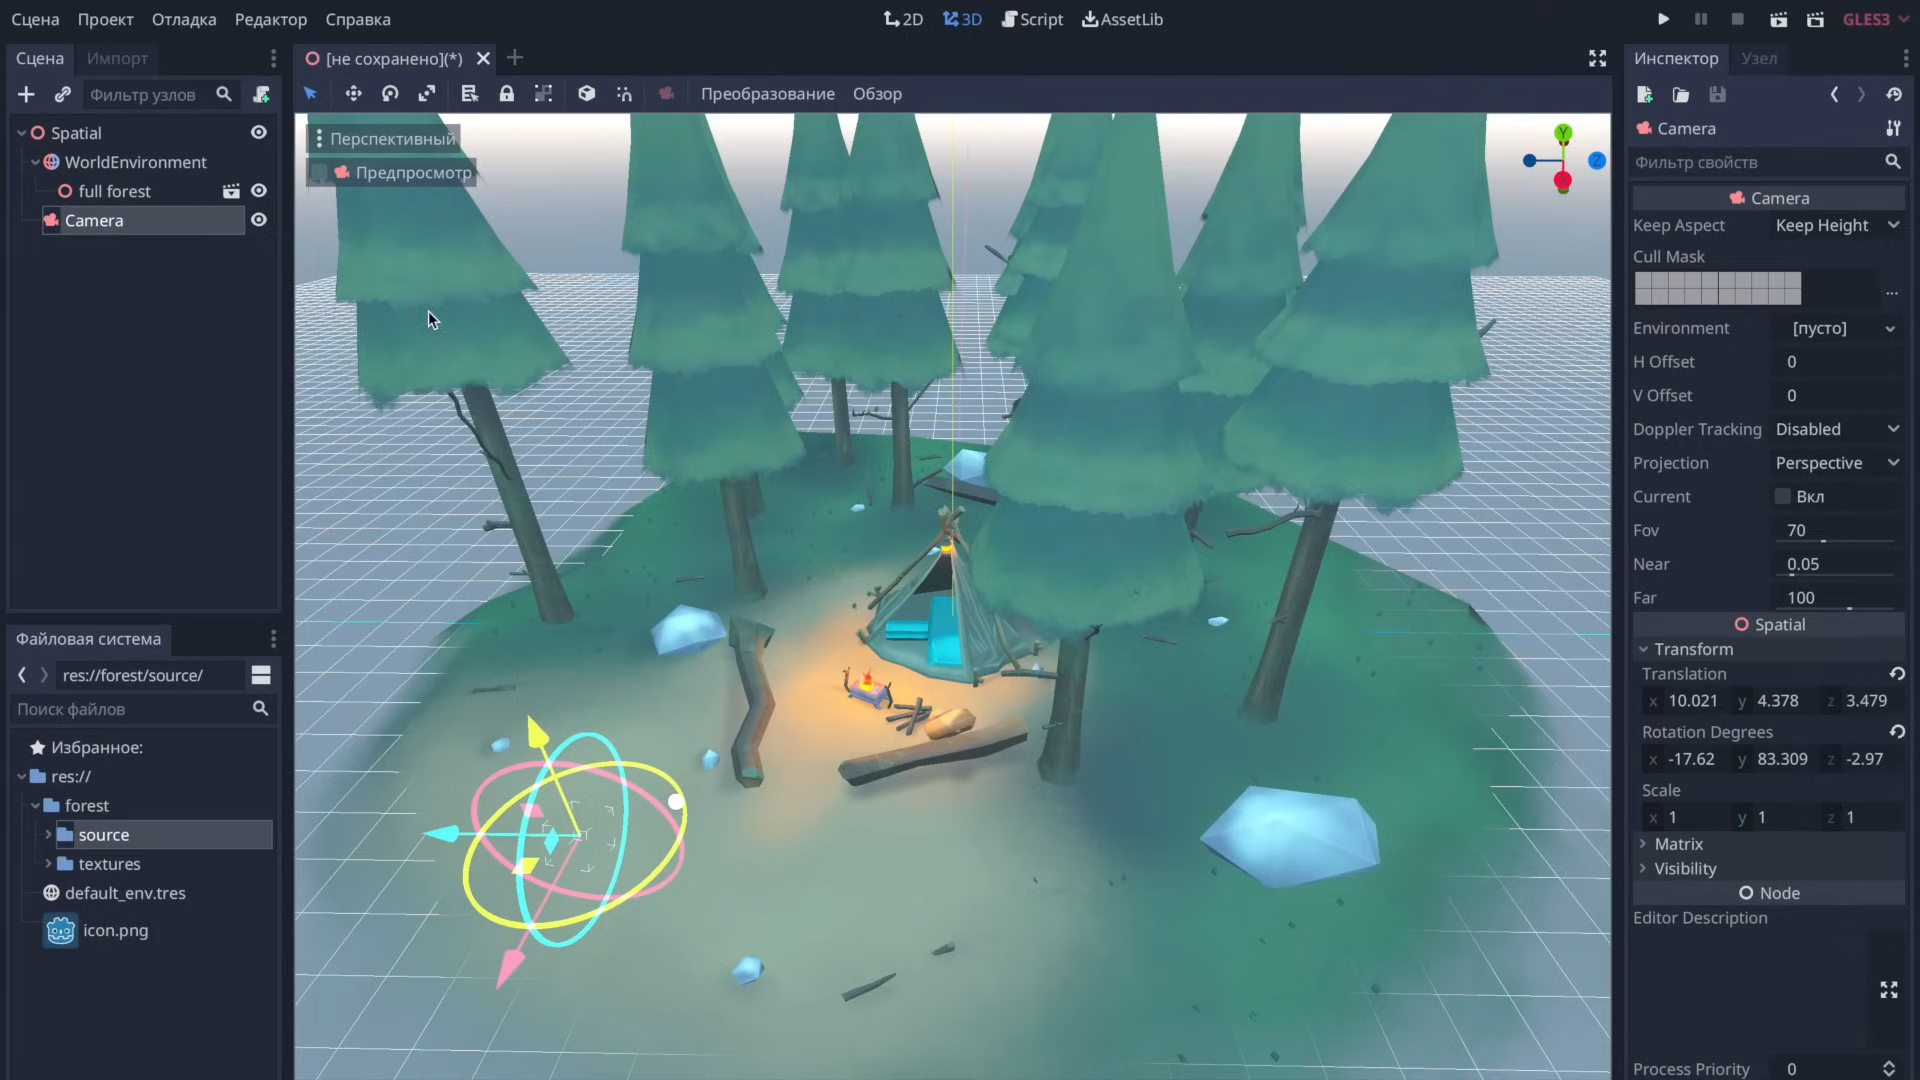 Сцена Проект Отладка Редактор Справка
2D 3D Script AssetLib
GLES3
Сцена Импорт
[не сохранено](*)
Инспектор Узел
Фильтр узлов
Преобразование Обзор
Spatial
WorldEnvironment
full forest
Camera
Перспективный
Предпросмотр
Y
Z
X
Файловая система
res://forest/source/
Поиск файлов
Избранное:
res://
forest
source
textures
default_env.tres
icon.png
Camera
Фильтр свойств
Camera
Keep Aspect Keep Height
Cull Mask
...
Environment [пусто]
H Offset 0
V Offset 0
Doppler Tracking Disabled
Projection Perspective
Current Вкл
Fov 70
Near 0.05
Far 100
Spatial
Transform
Translation
x 10.021 y 4.378 z 3.479
Rotation Degrees
x -17.62 y 83.309 z -2.97
Scale
x 1 y 1 z 1
Matrix
Visibility
Node
Editor Description
Process Priority 0